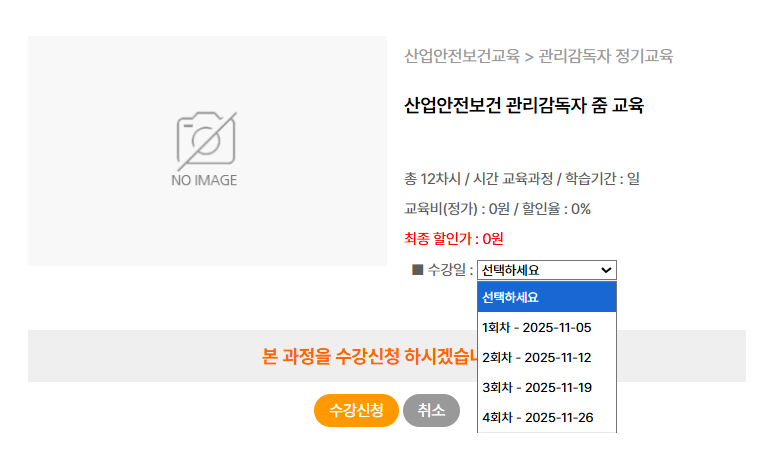 NO IMAGE
산업안전보건교육 > 관리감독자 정기교육
산업안전보건 관리감독자 줌 교육
총 12차시 / 시간 교육과정 / 학습기간 : 일
교육비(정가) : 0원 / 할인율 : 0%
최종 할인가 : 0원
■ 수강일 : 선택하세요
선택하세요
1회차 - 2025-11-05
2회차 - 2025-11-12
3회차 - 2025-11-19
4회차 - 2025-11-26
본 과정을 수강신청 하시겠습
수강신청 취소